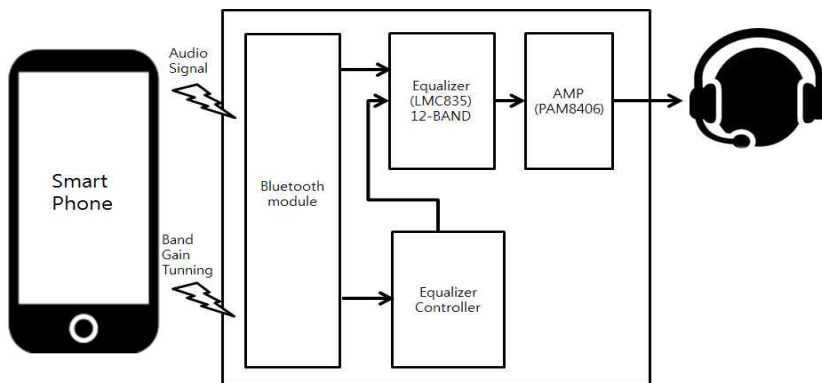 Audio
Signal
Smart
Phone
Band
Gain
Tunning
Bluetooth
module
Equalizer
(LMC835)
12-BAND
AMP
(PAM8406)
Equalizer
Controller